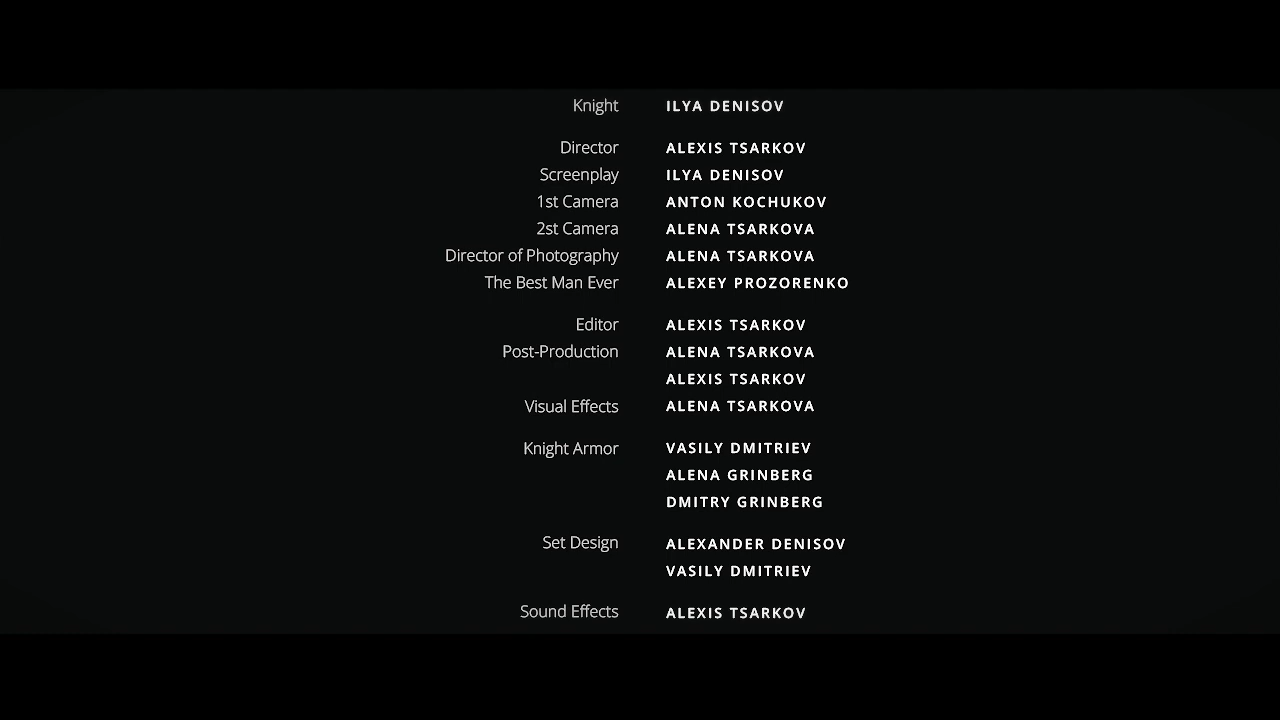 Knight ILYA DENISOV
Director ALEXIS TSARKOV
Screenplay ILYA DENISOV
1st Camera ANTON KOCHUKOV
2st Camera ALENA TSARKOVA
Director of Photography ALENA TSARKOVA
The Best Man Ever ALEXEY PROZORENKO
Editor ALEXIS TSARKOV
Post-Production ALENA TSARKOVA
ALEXIS TSARKOV
Visual Effects ALENA TSARKOVA
Knight Armor VASILY DMITRIEV
ALENA GRINBERG
DMITRY GRINBERG
Set Design ALEXANDER DENISOV
VASILY DMITRIEV
Sound Effects ALEXIS TSARKOV